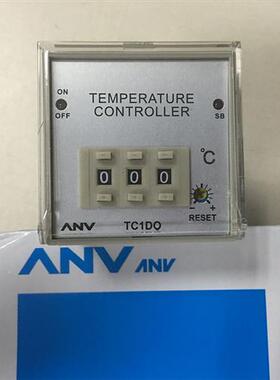 ON
OFF
TEMPERATURE
CONTROLLER
SB
°C
0 0 0
- +
RESET
ANV
TC1DO
ANV ANV